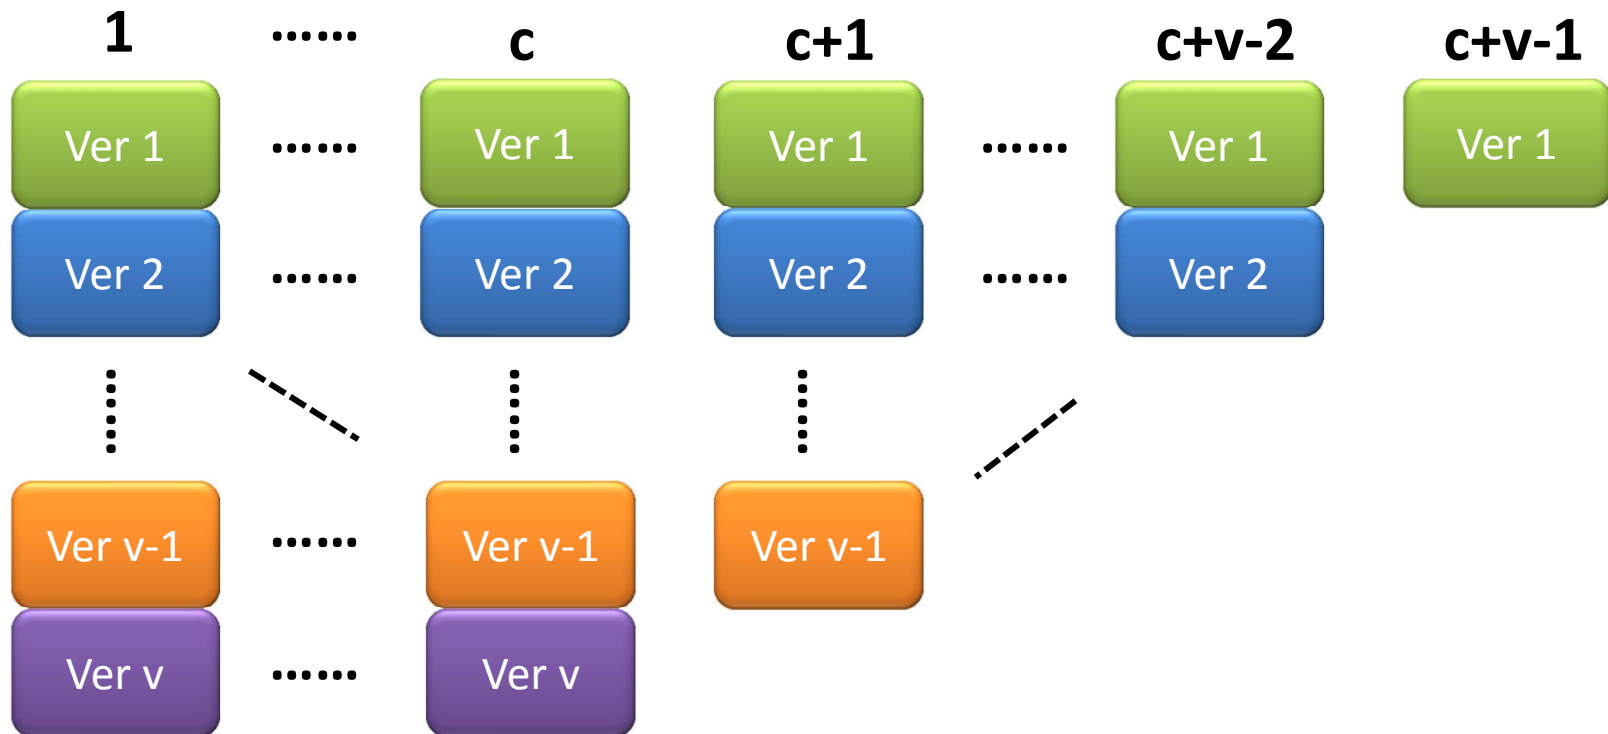 1 ...... c c+1 c+v-2 c+v-1
Ver 1 ...... Ver 1 Ver 1 ...... Ver 1 Ver 1
Ver 2 ...... Ver 2 Ver 2 ...... Ver 2
Ver v-1 ...... Ver v-1 Ver v-1
Ver v ...... Ver v